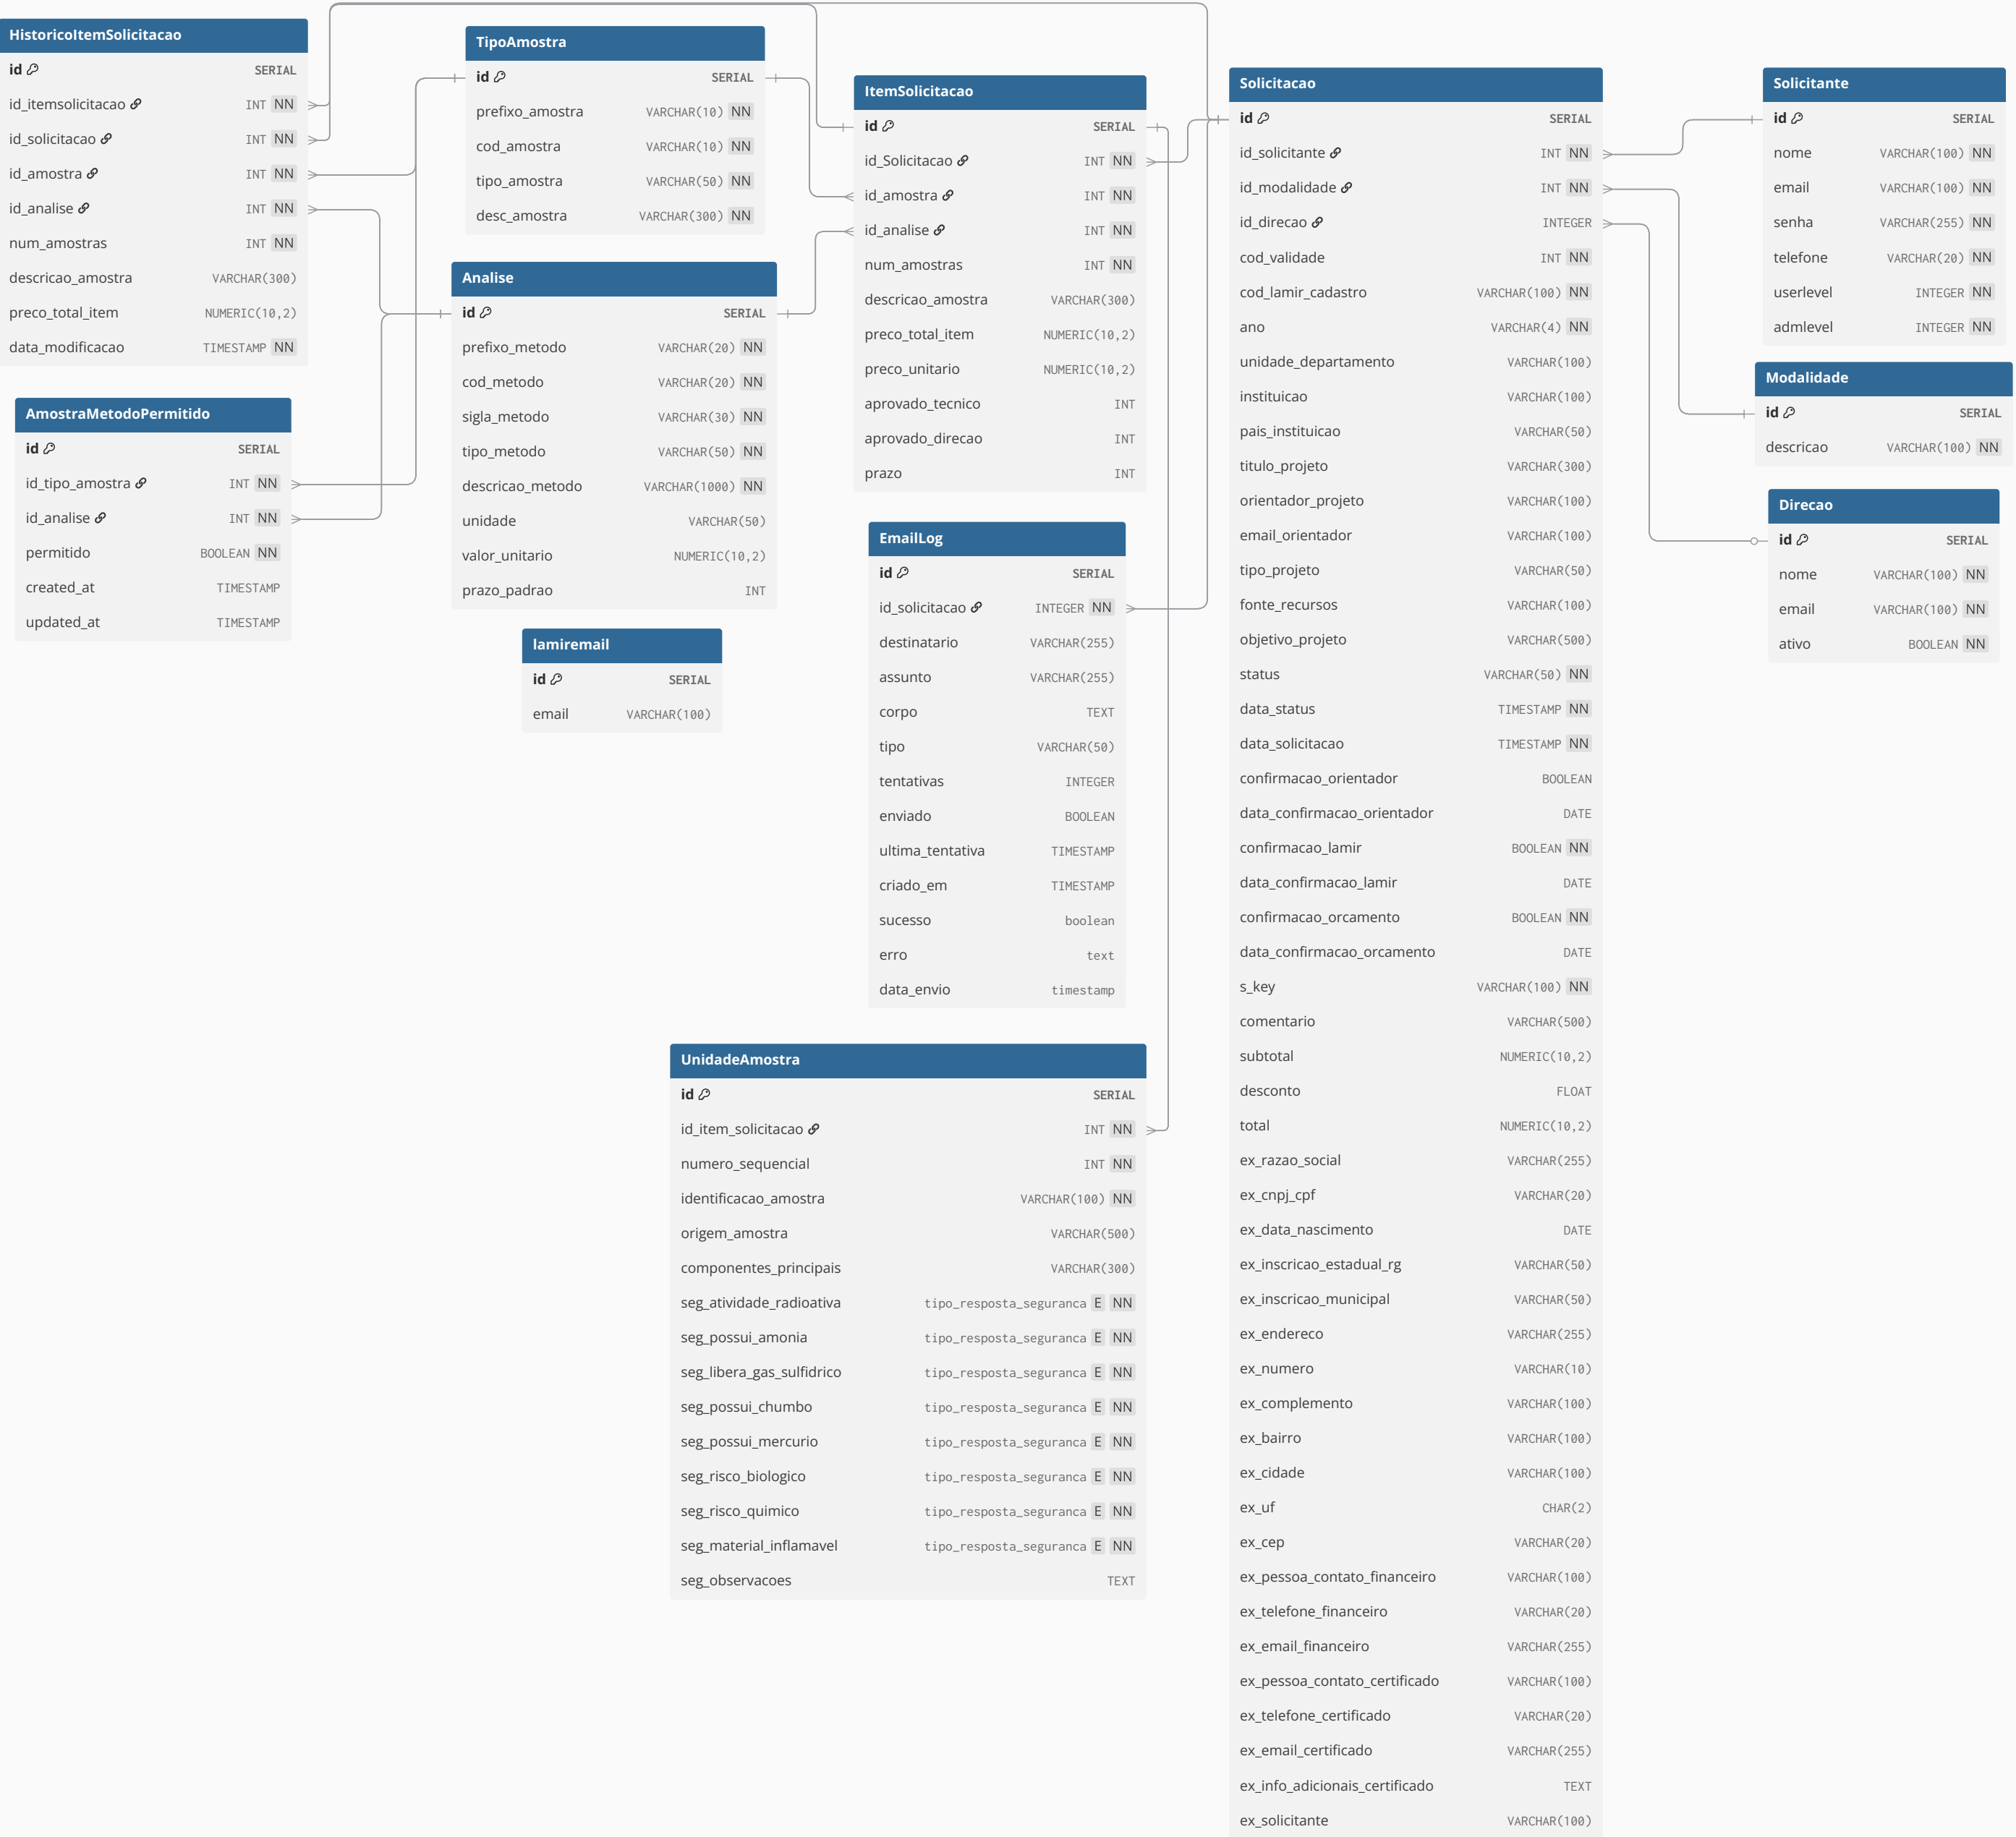 HistoricoItemSolicitacao
id SERIAL
id_itemsolicitacao INT NN
id_solicitacao INT NN
id_amostra INT NN
id_analise INT NN
num_amostras INT NN
descricao_amostra VARCHAR(300)
preco_total_item NUMERIC(10,2)
data_modificacao TIMESTAMP NN
AmostraMetodoPermitido
id SERIAL
id_tipo_amostra INT NN
id_analise INT NN
permitido BOOLEAN NN
created_at TIMESTAMP
updated_at TIMESTAMP
TipoAmostra
id SERIAL
prefixo_amostra VARCHAR(10) NN
cod_amostra VARCHAR(10) NN
tipo_amostra VARCHAR(50) NN
desc_amostra VARCHAR(300) NN
Analise
id SERIAL
prefixo_metodo VARCHAR(20) NN
cod_metodo VARCHAR(20) NN
sigla_metodo VARCHAR(30) NN
tipo_metodo VARCHAR(50) NN
descricao_metodo VARCHAR(1000) NN
unidade VARCHAR(50)
valor_unitario NUMERIC(10,2)
prazo_padrao INT
lamiremail
id SERIAL
email VARCHAR(100)
ItemSolicitacao
id SERIAL
id_Solicitacao INT NN
id_amostra INT NN
id_analise INT NN
num_amostras INT NN
descricao_amostra VARCHAR(300)
preco_total_item NUMERIC(10,2)
preco_unitario NUMERIC(10,2)
aprovado_tecnico INT
aprovado_direcao INT
prazo INT
EmailLog
id SERIAL
id_solicitacao INTEGER NN
destinatario VARCHAR(255)
assunto VARCHAR(255)
corpo TEXT
tipo VARCHAR(50)
tentativas INTEGER
enviado BOOLEAN
ultima_tentativa TIMESTAMP
criado_em TIMESTAMP
sucesso boolean
erro text
data_envio timestamp
UnidadeAmostra
id SERIAL
id_item_solicitacao INT NN
numero_sequencial INT NN
identificacao_amostra VARCHAR(100) NN
origem_amostra VARCHAR(500)
componentes_principais VARCHAR(300)
seg_atividade_radioativa tipo_resposta_seguranca E NN
seg_possui_amonia tipo_resposta_seguranca E NN
seg_libera_gas_sulfidrico tipo_resposta_seguranca E NN
seg_possui_chumbo tipo_resposta_seguranca E NN
seg_possui_mercurio tipo_resposta_seguranca E NN
seg_risco_biologico tipo_resposta_seguranca E NN
seg_risco_quimico tipo_resposta_seguranca E NN
seg_material_inflamavel tipo_resposta_seguranca E NN
seg_observacoes TEXT
Solicitacao
id SERIAL
id_solicitante INT NN
id_modalidade INT NN
id_direcao INTEGER
cod_validade INT NN
cod_lamir_cadastro VARCHAR(100) NN
ano VARCHAR(4) NN
unidade_departamento VARCHAR(100)
instituicao VARCHAR(100)
pais_instituicao VARCHAR(50)
titulo_projeto VARCHAR(300)
orientador_projeto VARCHAR(100)
email_orientador VARCHAR(100)
tipo_projeto VARCHAR(50)
fonte_recursos VARCHAR(100)
objetivo_projeto VARCHAR(500)
status VARCHAR(50) NN
data_status TIMESTAMP NN
data_solicitacao TIMESTAMP NN
confirmacao_orientador BOOLEAN
data_confirmacao_orientador DATE
confirmacao_lamir BOOLEAN NN
data_confirmacao_lamir DATE
confirmacao_orcamento BOOLEAN NN
data_confirmacao_orcamento DATE
s_key VARCHAR(100) NN
comentario VARCHAR(500)
subtotal NUMERIC(10,2)
desconto FLOAT
total NUMERIC(10,2)
ex_razao_social VARCHAR(255)
ex_cnpj_cpf VARCHAR(20)
ex_data_nascimento DATE
ex_inscricao_estadual_rg VARCHAR(50)
ex_inscricao_municipal VARCHAR(50)
ex_endereco VARCHAR(255)
ex_numero VARCHAR(10)
ex_complemento VARCHAR(100)
ex_bairro VARCHAR(100)
ex_cidade VARCHAR(100)
ex_uf CHAR(2)
ex_cep VARCHAR(20)
ex_pessoa_contato_financeiro VARCHAR(100)
ex_telefone_financeiro VARCHAR(20)
ex_email_financeiro VARCHAR(255)
ex_pessoa_contato_certificado VARCHAR(100)
ex_telefone_certificado VARCHAR(20)
ex_email_certificado VARCHAR(255)
ex_info_adicionais_certificado TEXT
ex_solicitante VARCHAR(100)
Solicitante
id SERIAL
nome VARCHAR(100) NN
email VARCHAR(100) NN
senha VARCHAR(255) NN
telefone VARCHAR(20) NN
userlevel INTEGER NN
admlevel INTEGER NN
Modalidade
id SERIAL
descricao VARCHAR(100) NN
Direcao
id SERIAL
nome VARCHAR(100) NN
email VARCHAR(100) NN
ativo BOOLEAN NN